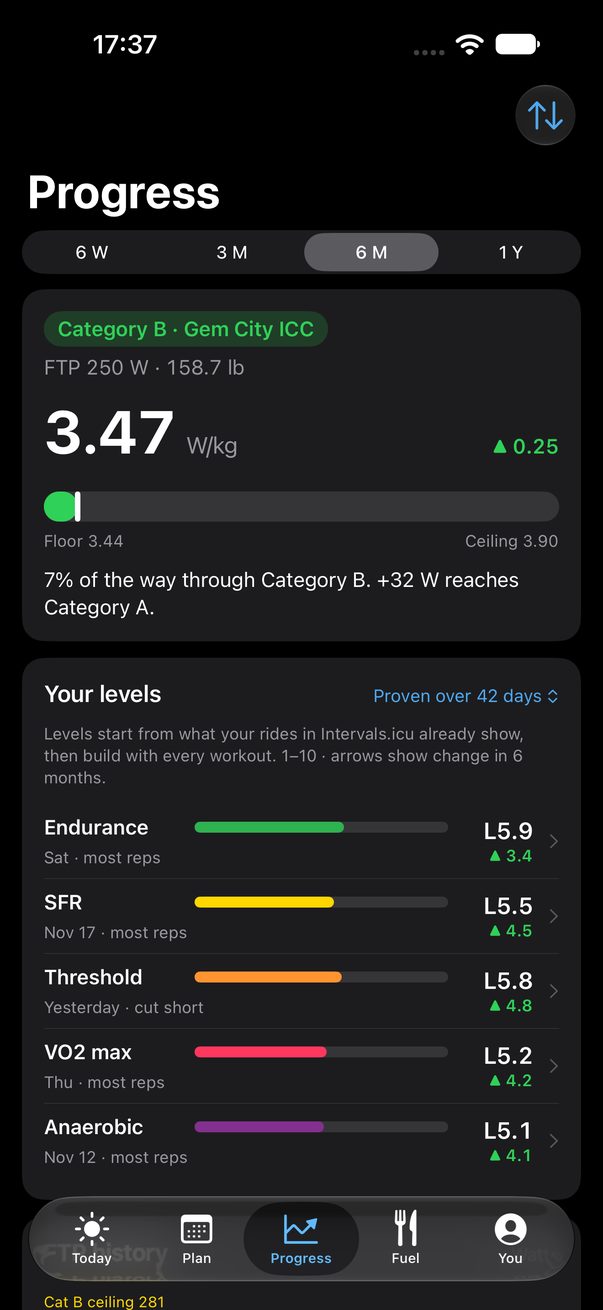 17:37
Progress
6 W
3 M
6 M
1 Y
Category B · Gem City ICC
FTP 250 W · 158.7 lb
3.47 W/kg
▲ 0.25
Floor 3.44
Ceiling 3.90
7% of the way through Category B. +32 W reaches
Category A.
Your levels
Proven over 42 days
Levels start from what your rides in Intervals.icu already show,
then build with every workout. 1–10 · arrows show change in 6
months.
Endurance
L5.9
Sat · most reps
▲ 3.4
SFR
L5.5
Nov 17 · most reps
▲ 4.5
Threshold
L5.8
Yesterday · cut short
▲ 4.8
VO2 max
L5.2
Thu · most reps
▲ 4.2
Anaerobic
L5.1
Nov 12 · most reps
▲ 4.1
FTP history
Today
Plan
Progress
Fuel
You
Cat B ceiling 281